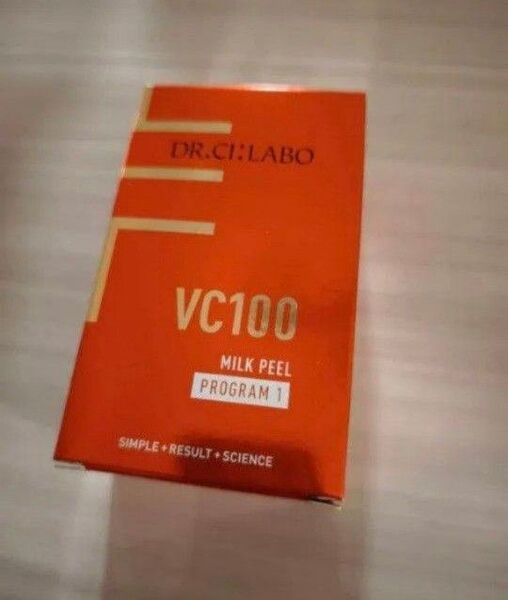 DR.CI:LABO
VC100
MILK PEEL
PROGRAM 1
SIMPLE + RESULT + SCIENCE